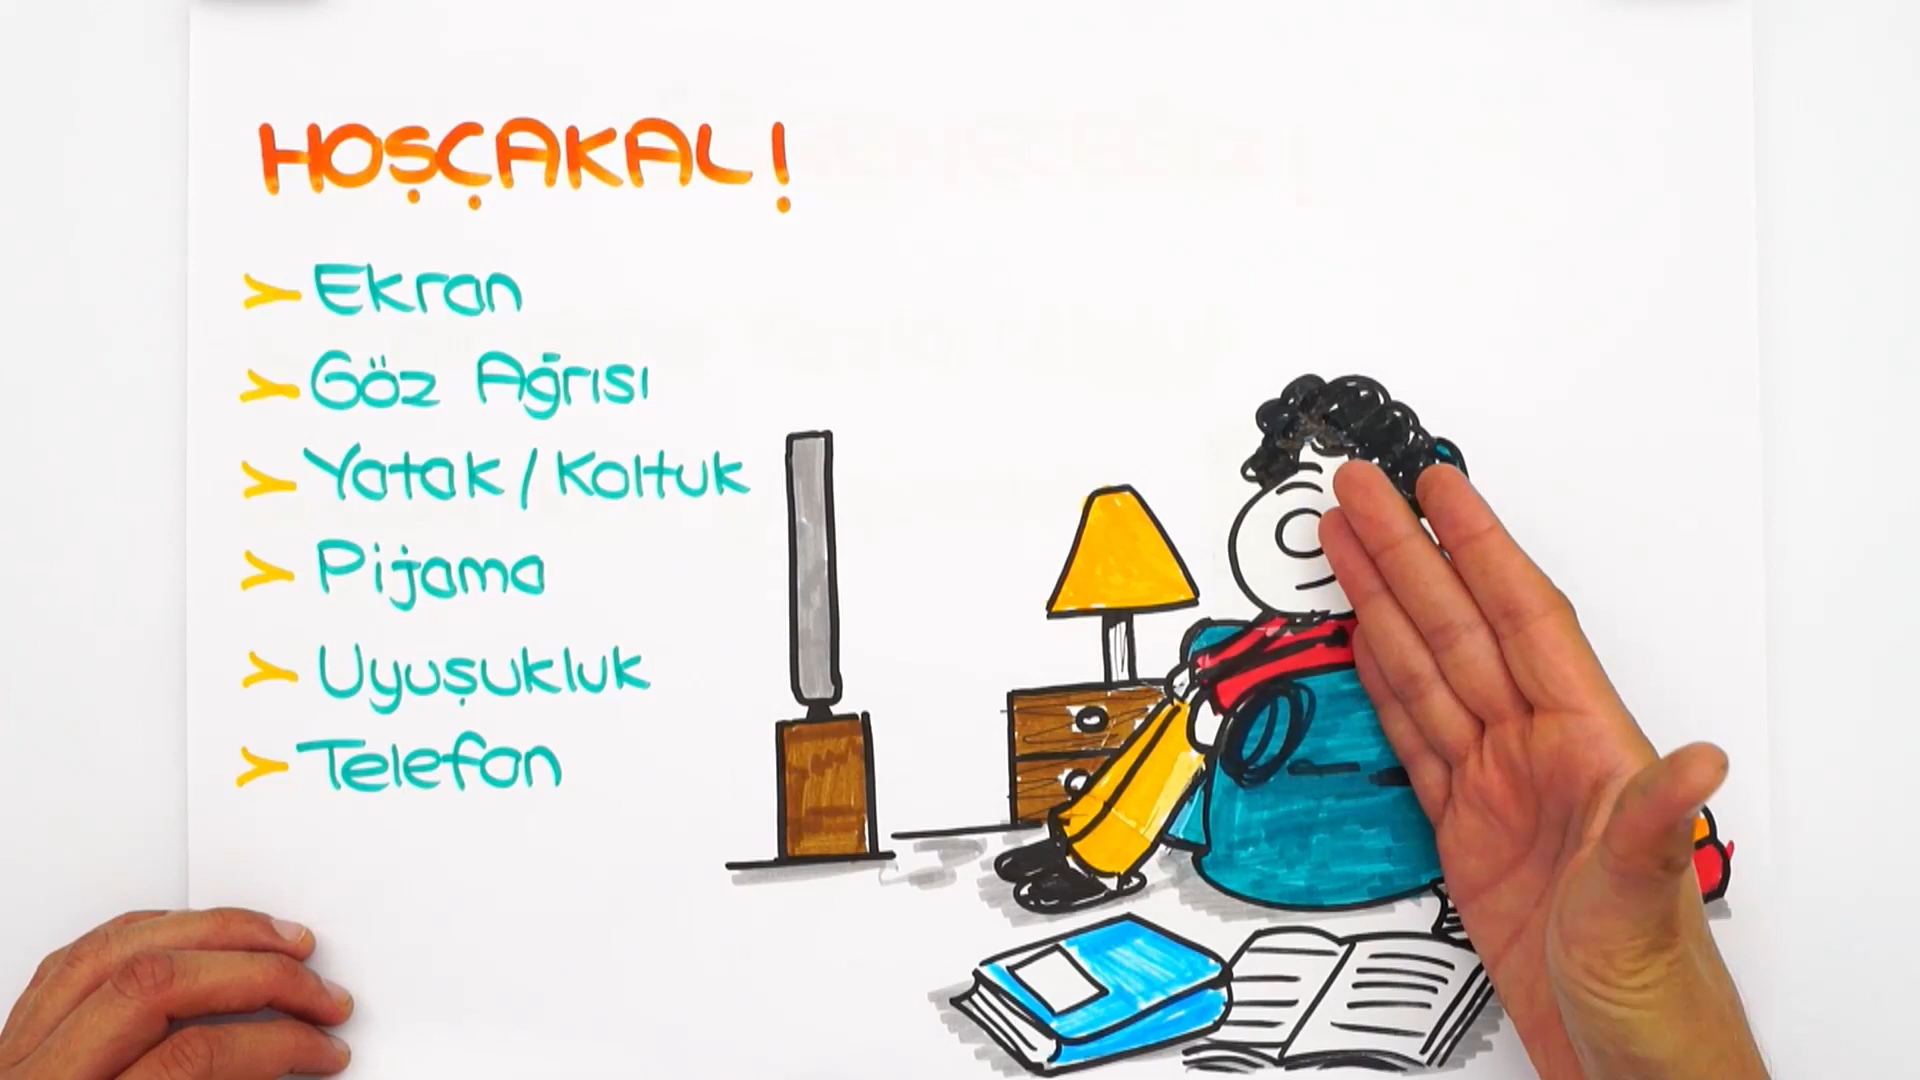 HOŞÇAKAL!
Ekran
Göz Ağrısı
Yatak / Koltuk
Pijama
Uyuşukluk
Telefon